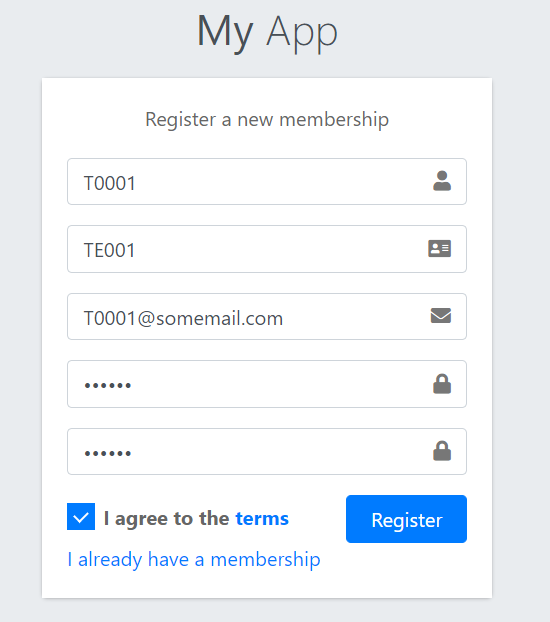 My App
Register a new membership
T0001
TE001
T0001@somemail.com
••••••
••••••
I agree to the terms
Register
I already have a membership